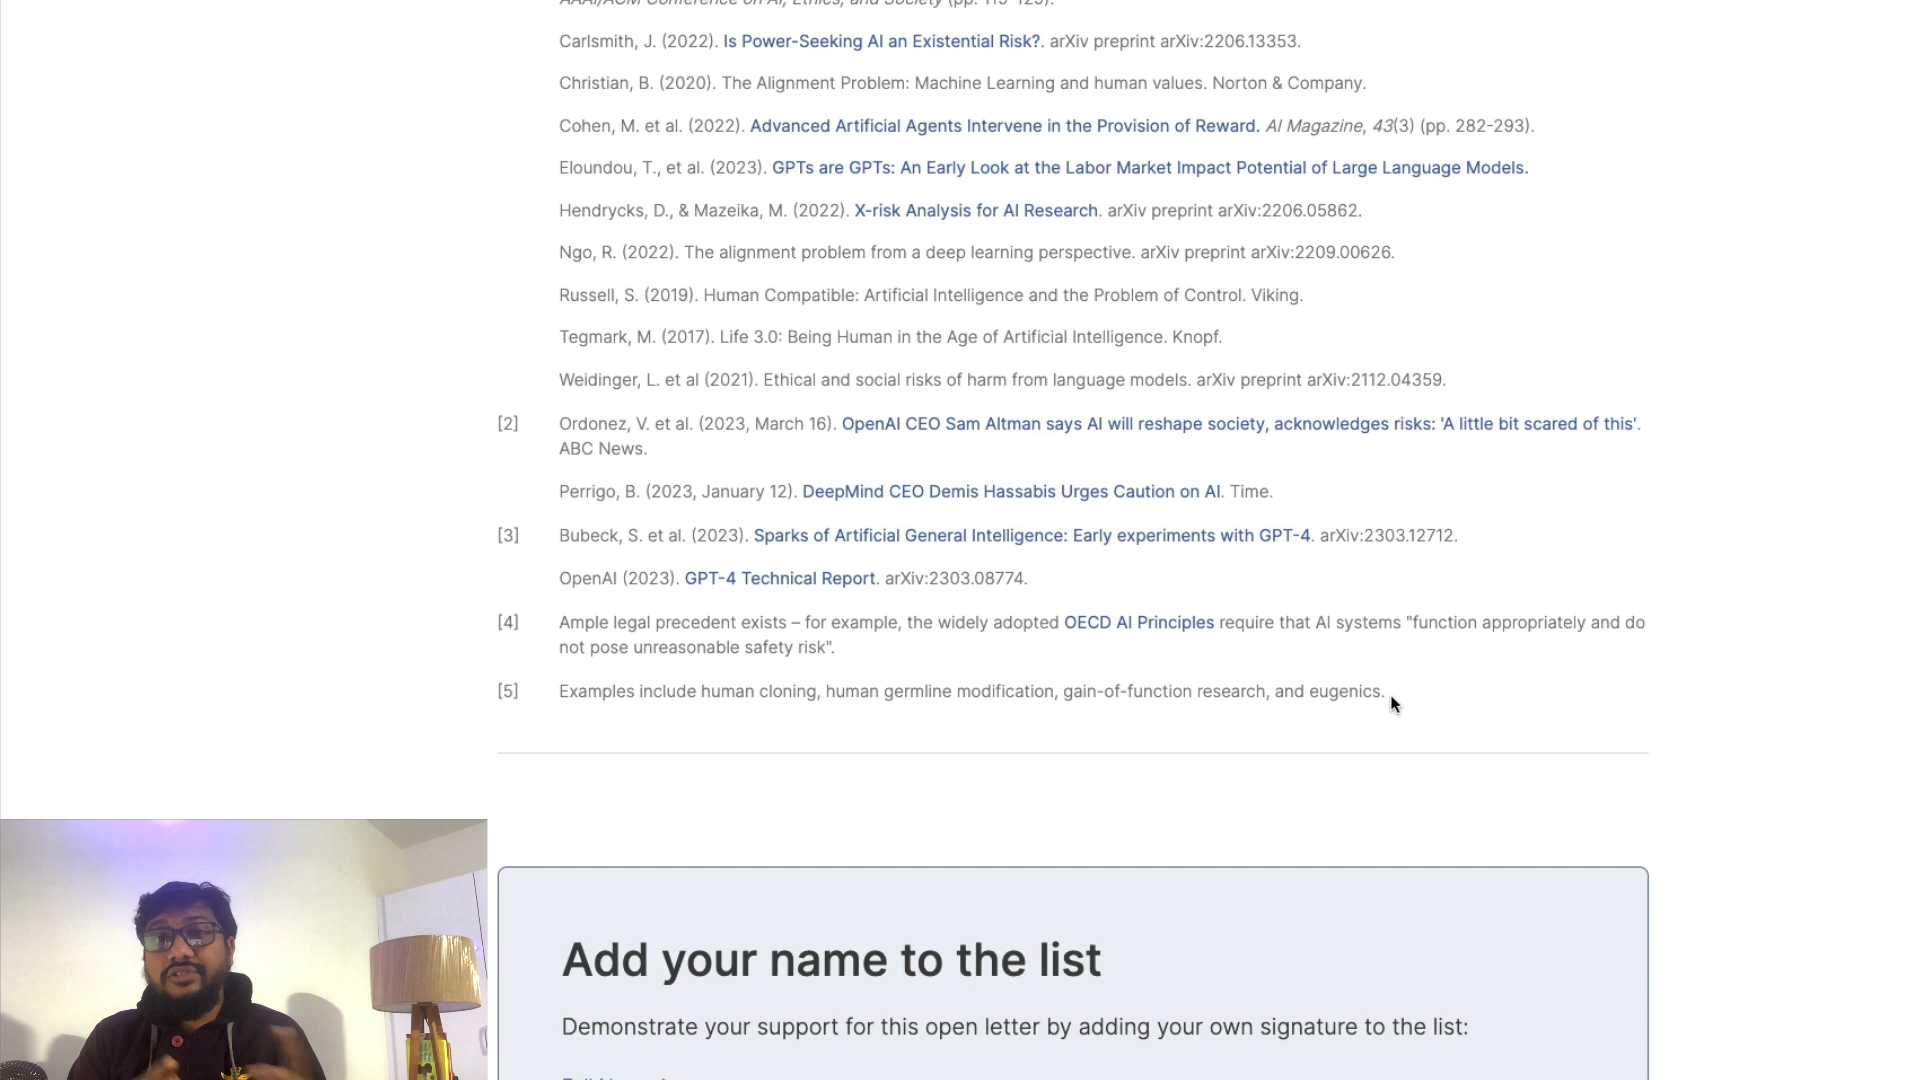 AAAI/ACM Conference on AI, Ethics, and Society (pp. 115-125).
Carlsmith, J. (2022). Is Power-Seeking AI an Existential Risk?. arXiv preprint arXiv:2206.13353.
Christian, B. (2020). The Alignment Problem: Machine Learning and human values. Norton & Company.
Cohen, M. et al. (2022). Advanced Artificial Agents Intervene in the Provision of Reward. AI Magazine, 43(3) (pp. 282-293).
Eloundou, T., et al. (2023). GPTs are GPTs: An Early Look at the Labor Market Impact Potential of Large Language Models.
Hendrycks, D., & Mazeika, M. (2022). X-risk Analysis for AI Research. arXiv preprint arXiv:2206.05862.
Ngo, R. (2022). The alignment problem from a deep learning perspective. arXiv preprint arXiv:2209.00626.
Russell, S. (2019). Human Compatible: Artificial Intelligence and the Problem of Control. Viking.
Tegmark, M. (2017). Life 3.0: Being Human in the Age of Artificial Intelligence. Knopf.
Weidinger, L. et al (2021). Ethical and social risks of harm from language models. arXiv preprint arXiv:2112.04359.
[2] Ordonez, V. et al. (2023, March 16). OpenAI CEO Sam Altman says AI will reshape society, acknowledges risks: 'A little bit scared of this'.
ABC News.
Perrigo, B. (2023, January 12). DeepMind CEO Demis Hassabis Urges Caution on AI. Time.
[3] Bubeck, S. et al. (2023). Sparks of Artificial General Intelligence: Early experiments with GPT-4. arXiv:2303.12712.
OpenAI (2023). GPT-4 Technical Report. arXiv:2303.08774.
[4] Ample legal precedent exists – for example, the widely adopted OECD AI Principles require that AI systems "function appropriately and do
not pose unreasonable safety risk".
[5] Examples include human cloning, human germline modification, gain-of-function research, and eugenics.
Add your name to the list
Demonstrate your support for this open letter by adding your own signature to the list: